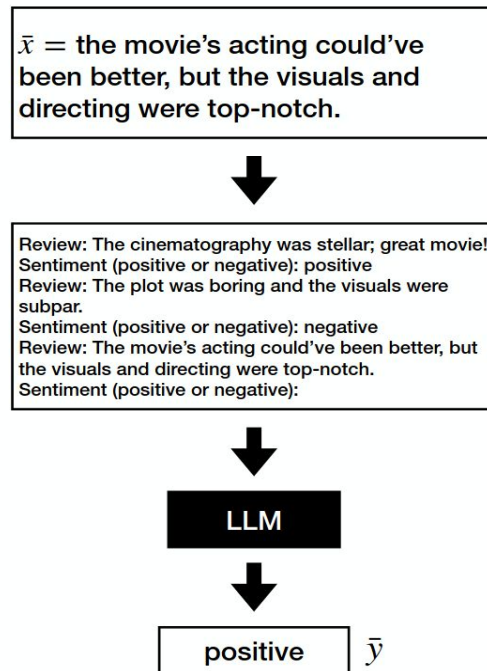 x̄ = the movie's acting could've
been better, but the visuals and
directing were top-notch.
Review: The cinematography was stellar; great movie!
Sentiment (positive or negative): positive
Review: The plot was boring and the visuals were
subpar.
Sentiment (positive or negative): negative
Review: The movie's acting could've been better, but
the visuals and directing were top-notch.
Sentiment (positive or negative):
LLM
positive ȳ